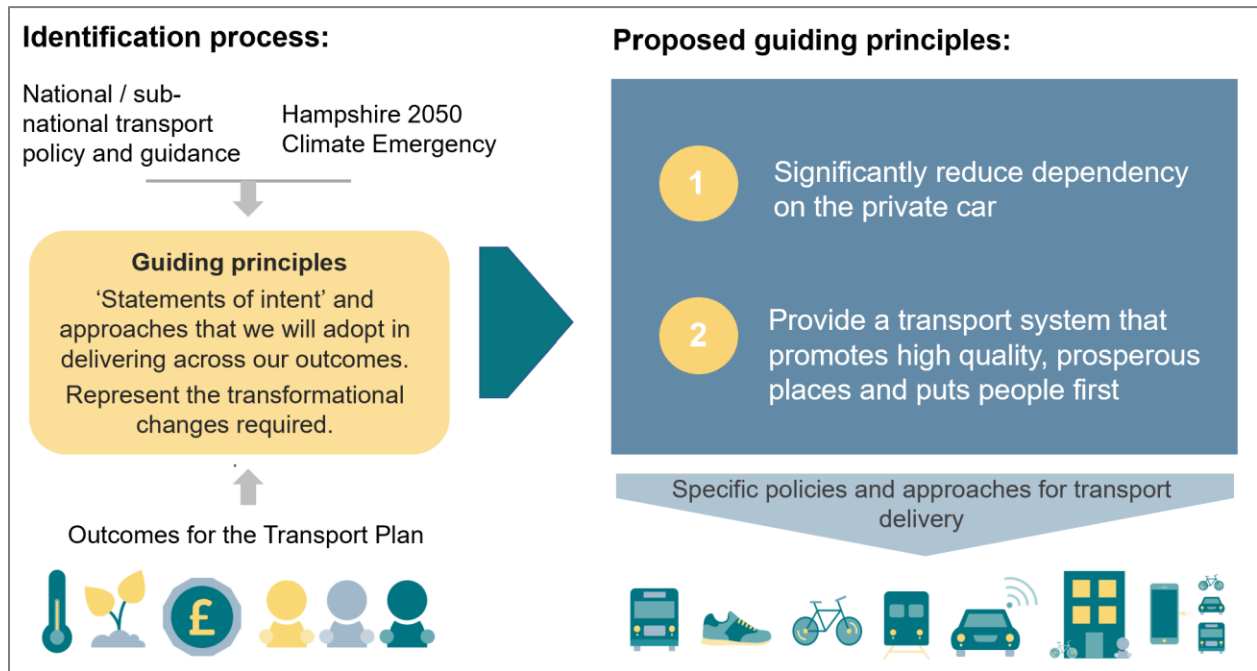 Identification process:
National / sub-
national transport
policy and guidance
Hampshire 2050
Climate Emergency
Guiding principles
‘Statements of intent’ and
approaches that we will adopt in
delivering across our outcomes.
Represent the transformational
changes required.
.
Outcomes for the Transport Plan
£
Proposed guiding principles:
1
Significantly reduce dependency
on the private car
2
Provide a transport system that
promotes high quality, prosperous
places and puts people first
Specific policies and approaches for transport
delivery